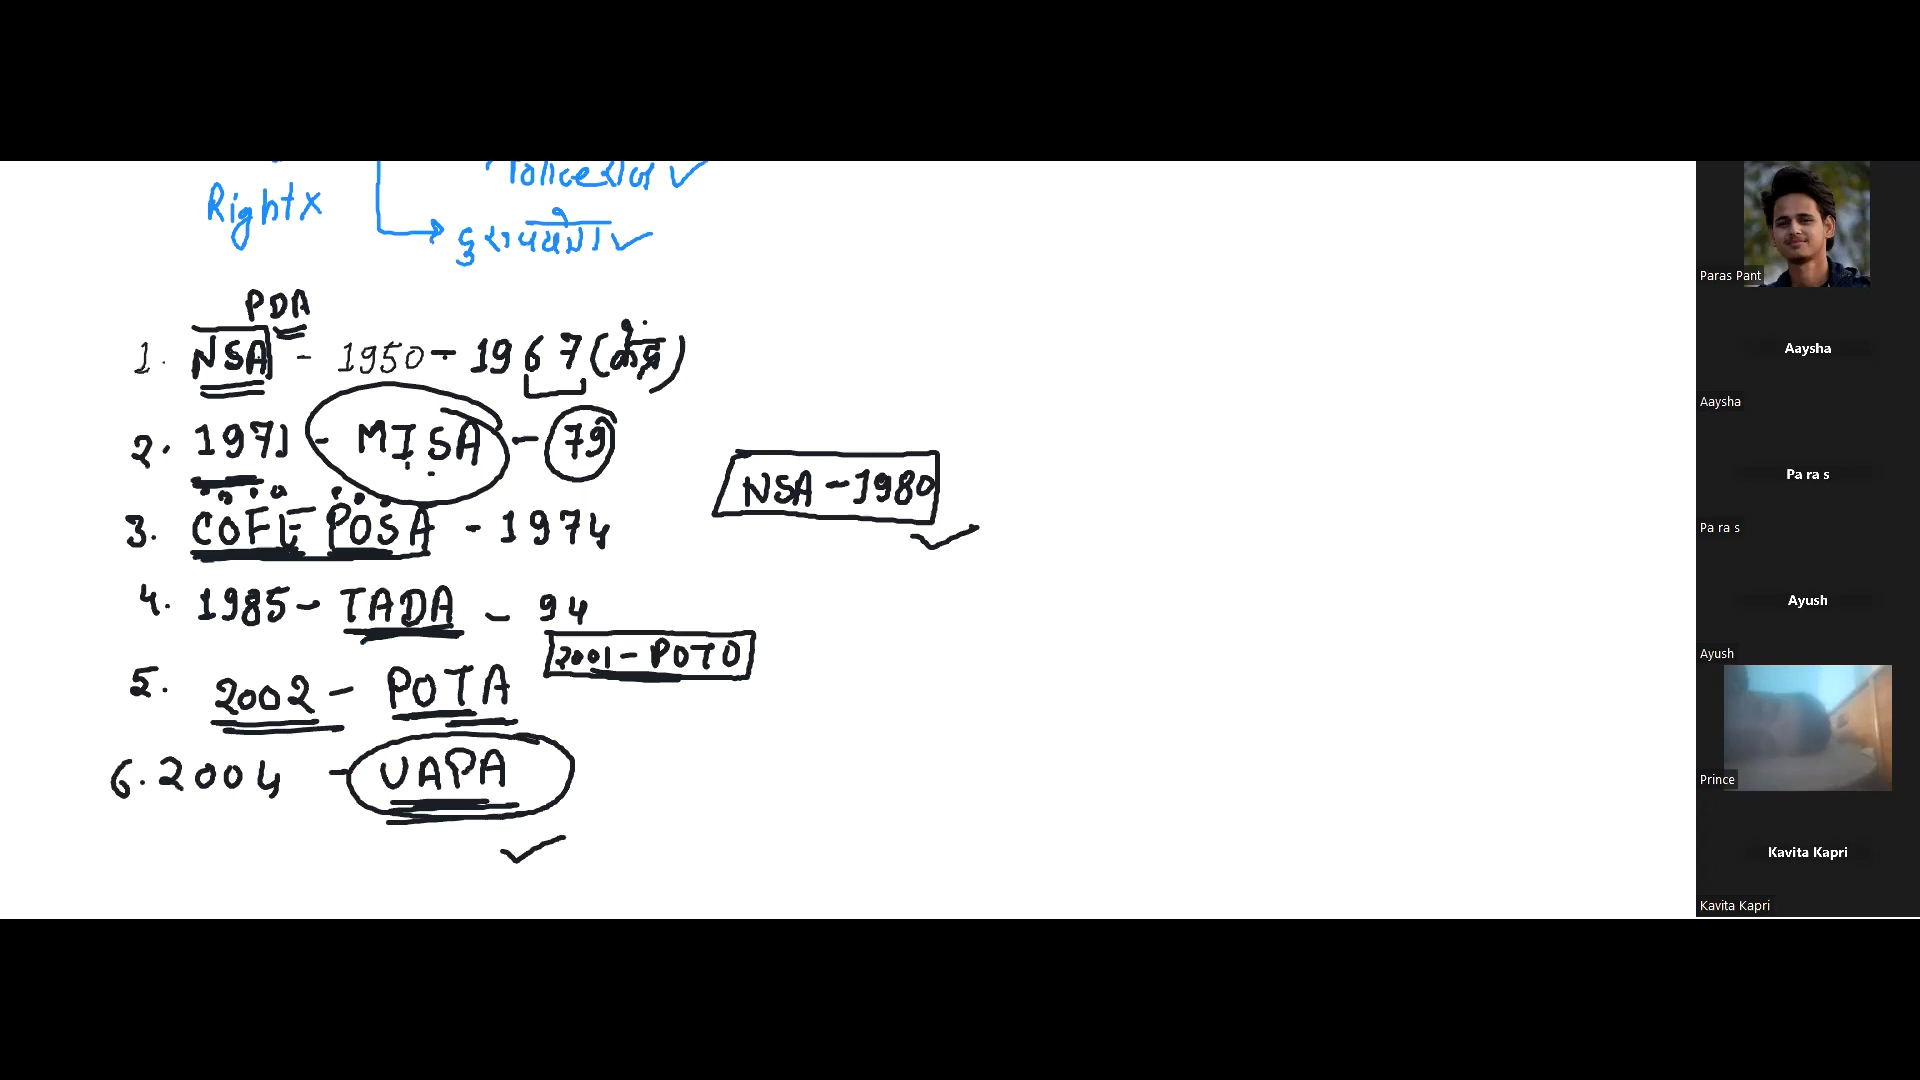 Right×
दुरुपयोग ✓
PDA
1. NSA - 1950 - 1967 (केंद्र)
2. 1971 - MISA - 79
NSA - 1980
3. COFE POSA - 1974
4. 1985 - TADA - 94
2001 - POTO
5. 2002 - POTA
6. 2004 - UAPA
Paras Pant
Aaysha
Aaysha
Pa ra s
Pa ra s
Ayush
Ayush
Prince
Kavita Kapri
Kavita Kapri